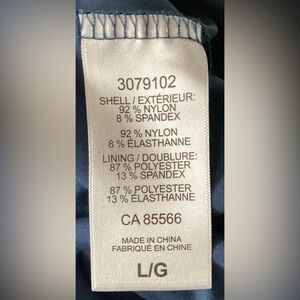 3079102
SHELL / EXTÉRIEUR:
92 % NYLON
8 % SPANDEX
92 % NYLON
8 % ÉLASTHANNE
LINING / DOUBLURE:
87 % POLYESTER
13 % SPANDEX
87 % POLYESTER
13 % ÉLASTHANNE
CA 85566
MADE IN CHINA
FABRIQUÉ EN CHINE
L/G